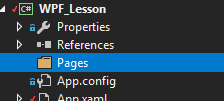 C# WPF_Lesson
Properties
References
Pages
App.config
App.xaml